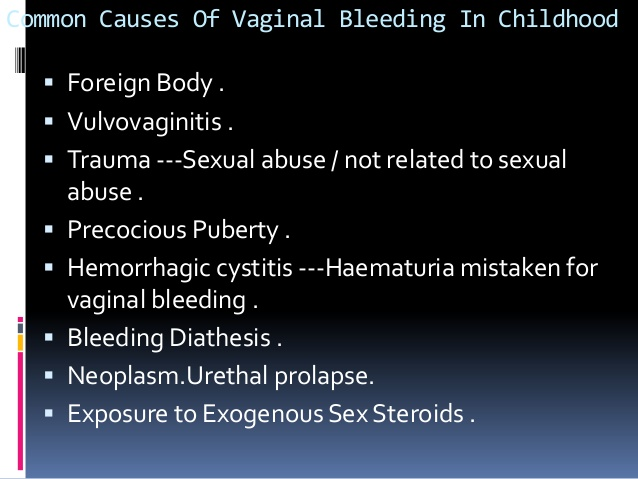 Common Causes Of Vaginal Bleeding In Childhood
▪ Foreign Body .
▪ Vulvovaginitis .
▪ Trauma ---Sexual abuse / not related to sexual
abuse .
▪ Precocious Puberty .
▪ Hemorrhagic cystitis ---Haematuria mistaken for
vaginal bleeding .
▪ Bleeding Diathesis .
▪ Neoplasm.Urethal prolapse.
▪ Exposure to Exogenous Sex Steroids .